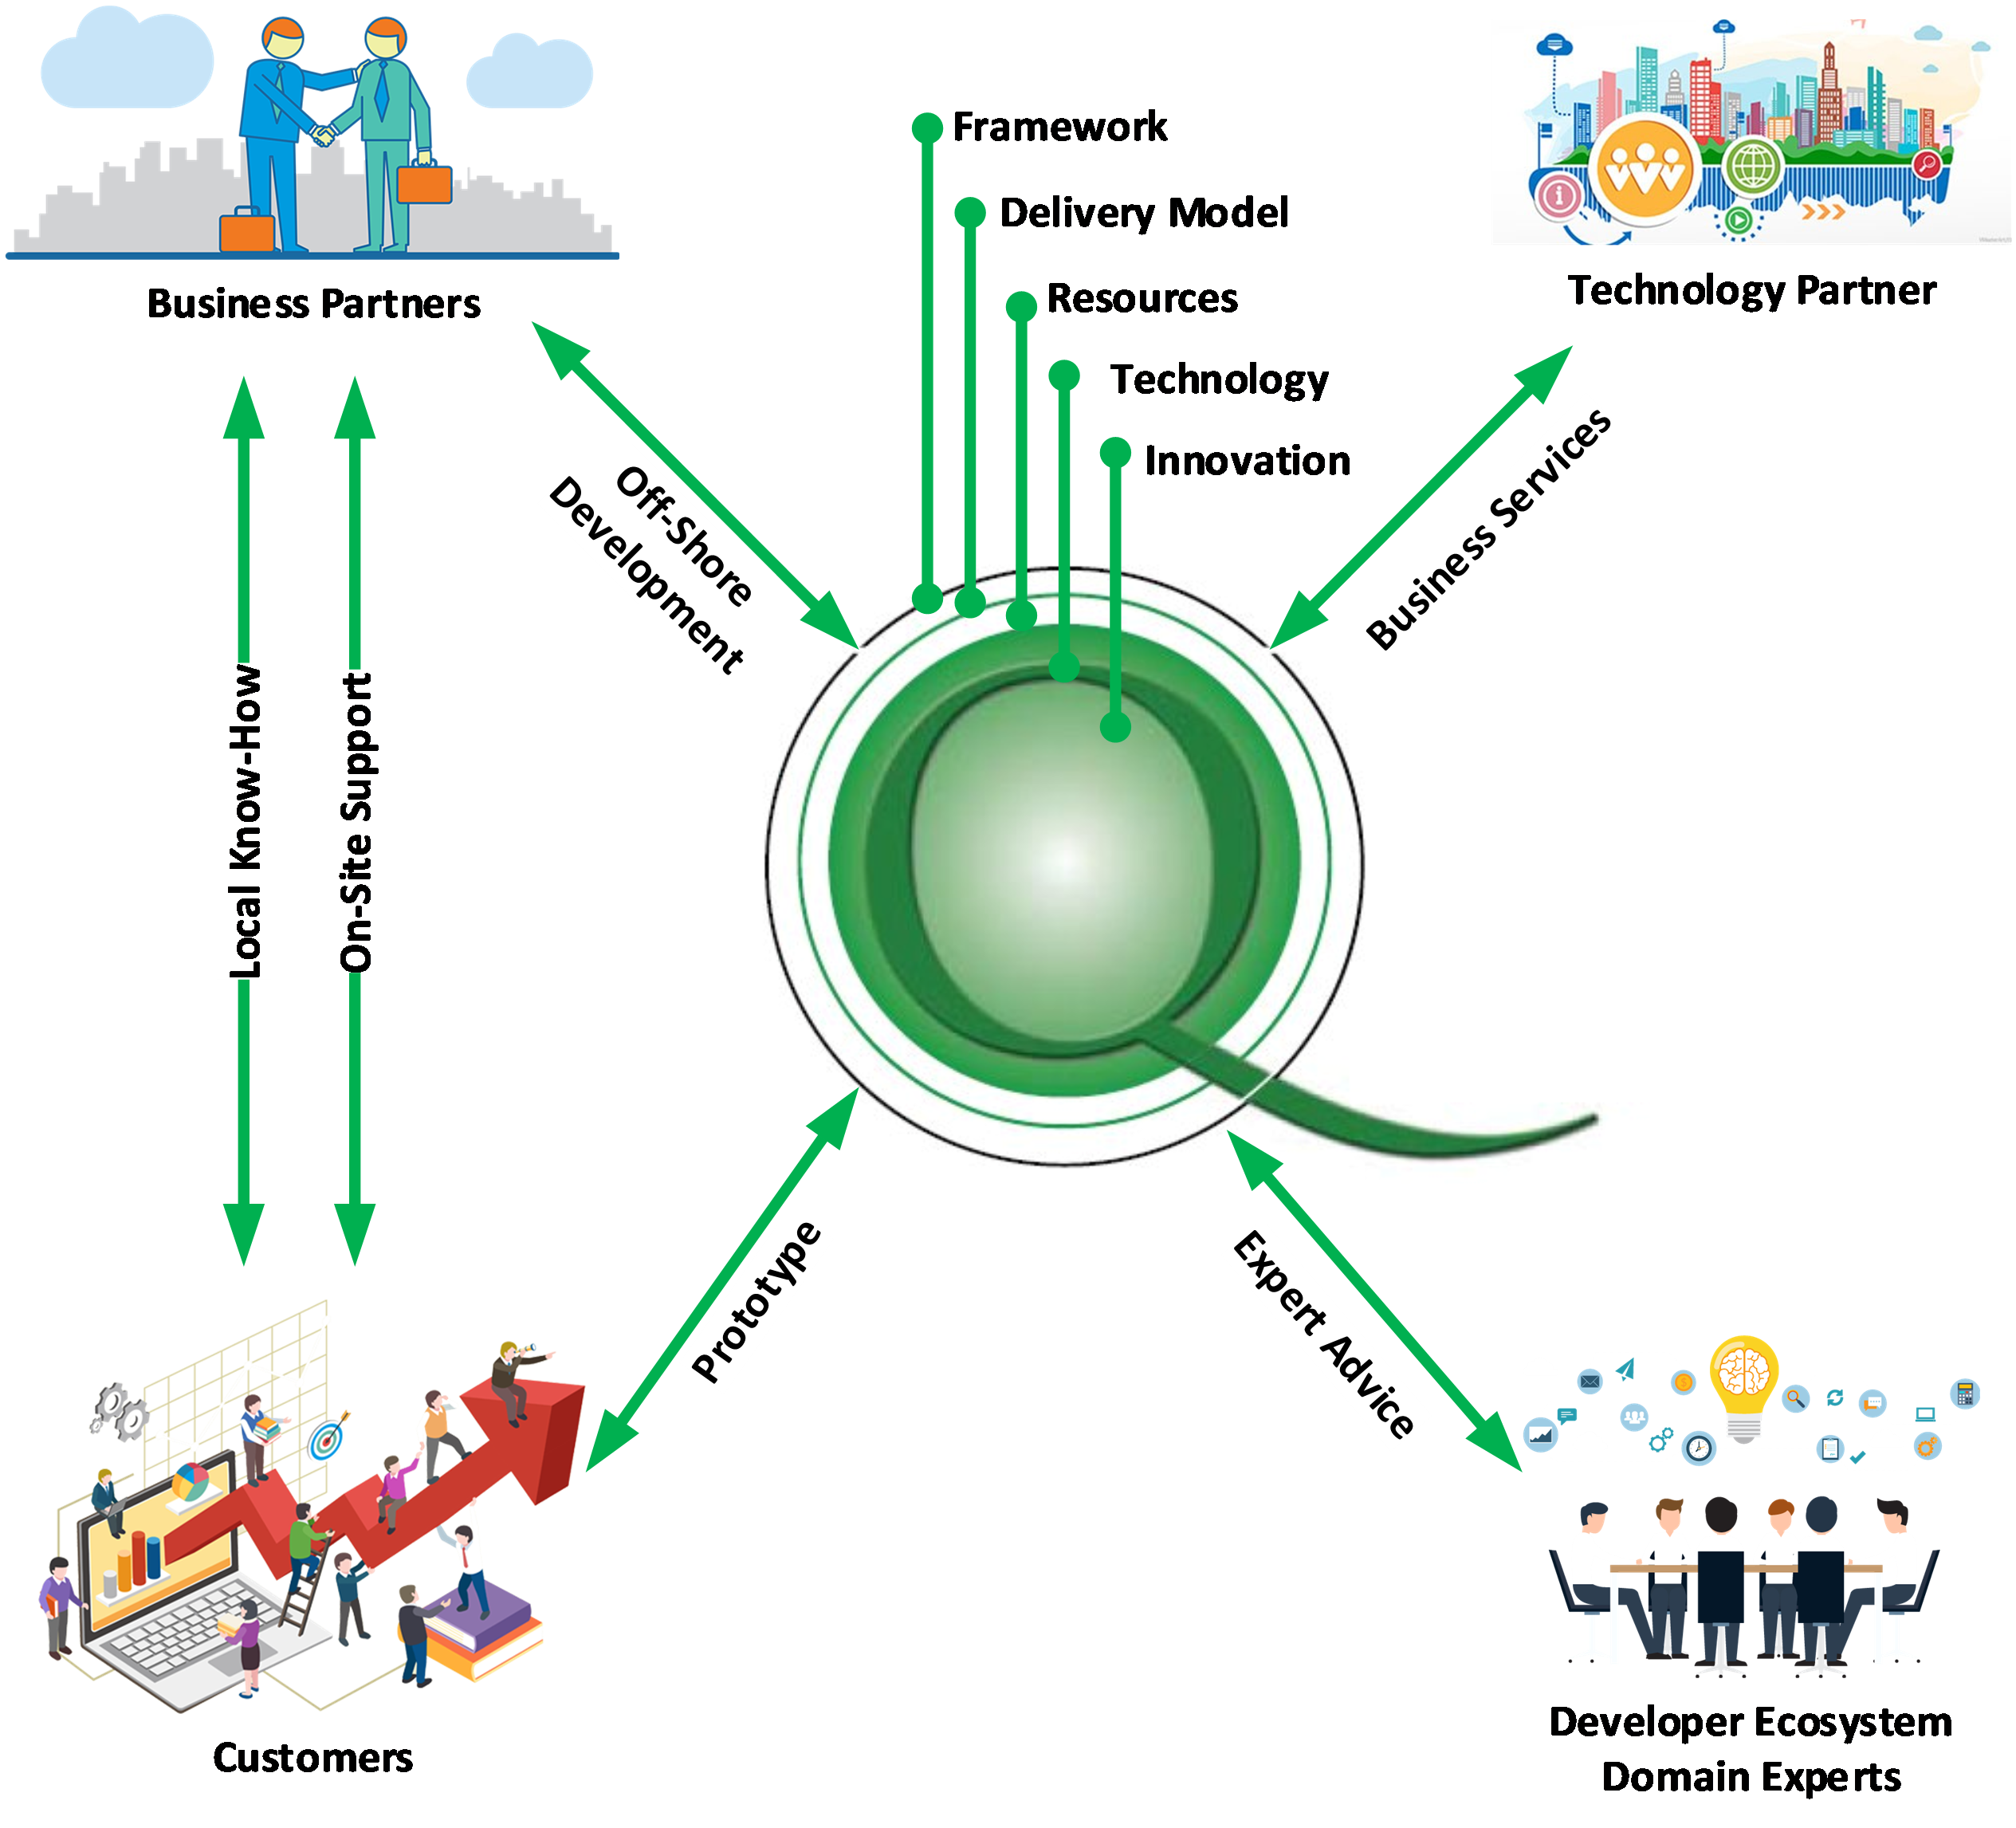 Framework
Delivery Model
Resources
Technology
Innovation
Business Partners
Technology Partner
Off-Shore
Development
Business Services
Local Know-How
On-Site Support
Q
Prototype
Expert Advice
Customers
Developer Ecosystem
Domain Experts